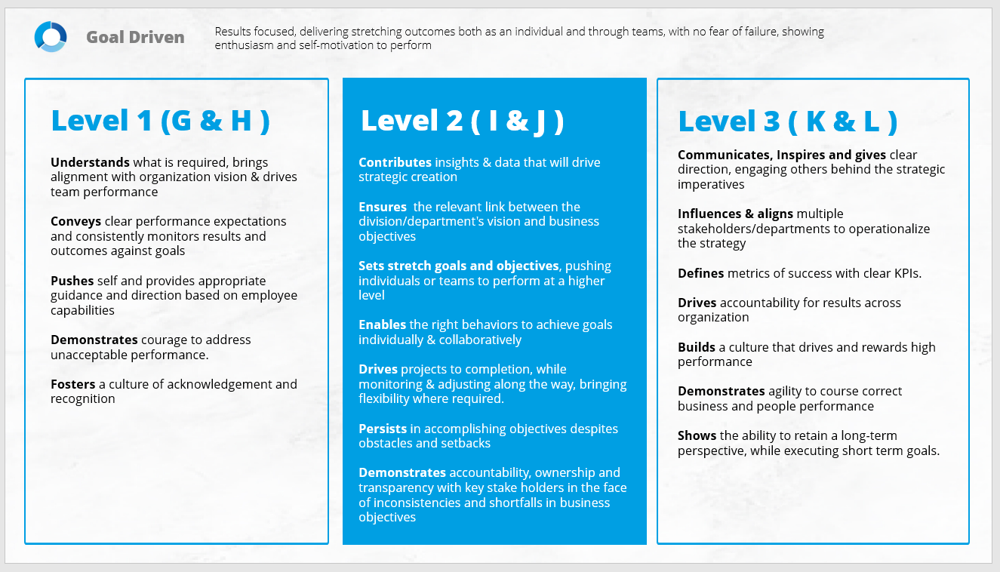 Goal Driven
Results focused, delivering stretching outcomes both as an individual and through teams, with no fear of failure, showing
enthusiasm and self-motivation to perform
Level 1 (G & H )
Understands what is required, brings
alignment with organization vision & drives
team performance
Conveys clear performance expectations
and consistently monitors results and
outcomes against goals
Pushes self and provides appropriate
guidance and direction based on employee
capabilities
Demonstrates courage to address
unacceptable performance.
Fosters a culture of acknowledgement and
recognition
Level 2 ( I & J )
Contributes insights & data that will drive
strategic creation
Ensures  the relevant link between the
division/department's vision and business
objectives
Sets stretch goals and objectives, pushing
individuals or teams to perform at a higher
level
Enables the right behaviors to achieve goals
individually & collaboratively
Drives projects to completion, while
monitoring & adjusting along the way, bringing
flexibility where required.
Persists in accomplishing objectives despites
obstacles and setbacks
Demonstrates accountability, ownership and
transparency with key stake holders in the face
of inconsistencies and shortfalls in business
objectives
Level 3 ( K & L )
Communicates, Inspires and gives clear
direction, engaging others behind the strategic
imperatives
Influences & aligns multiple
stakeholders/departments to operationalize
the strategy
Defines metrics of success with clear KPIs.
Drives accountability for results across
organization
Builds a culture that drives and rewards high
performance
Demonstrates agility to course correct
business and people performance
Shows the ability to retain a long-term
perspective, while executing short term goals.